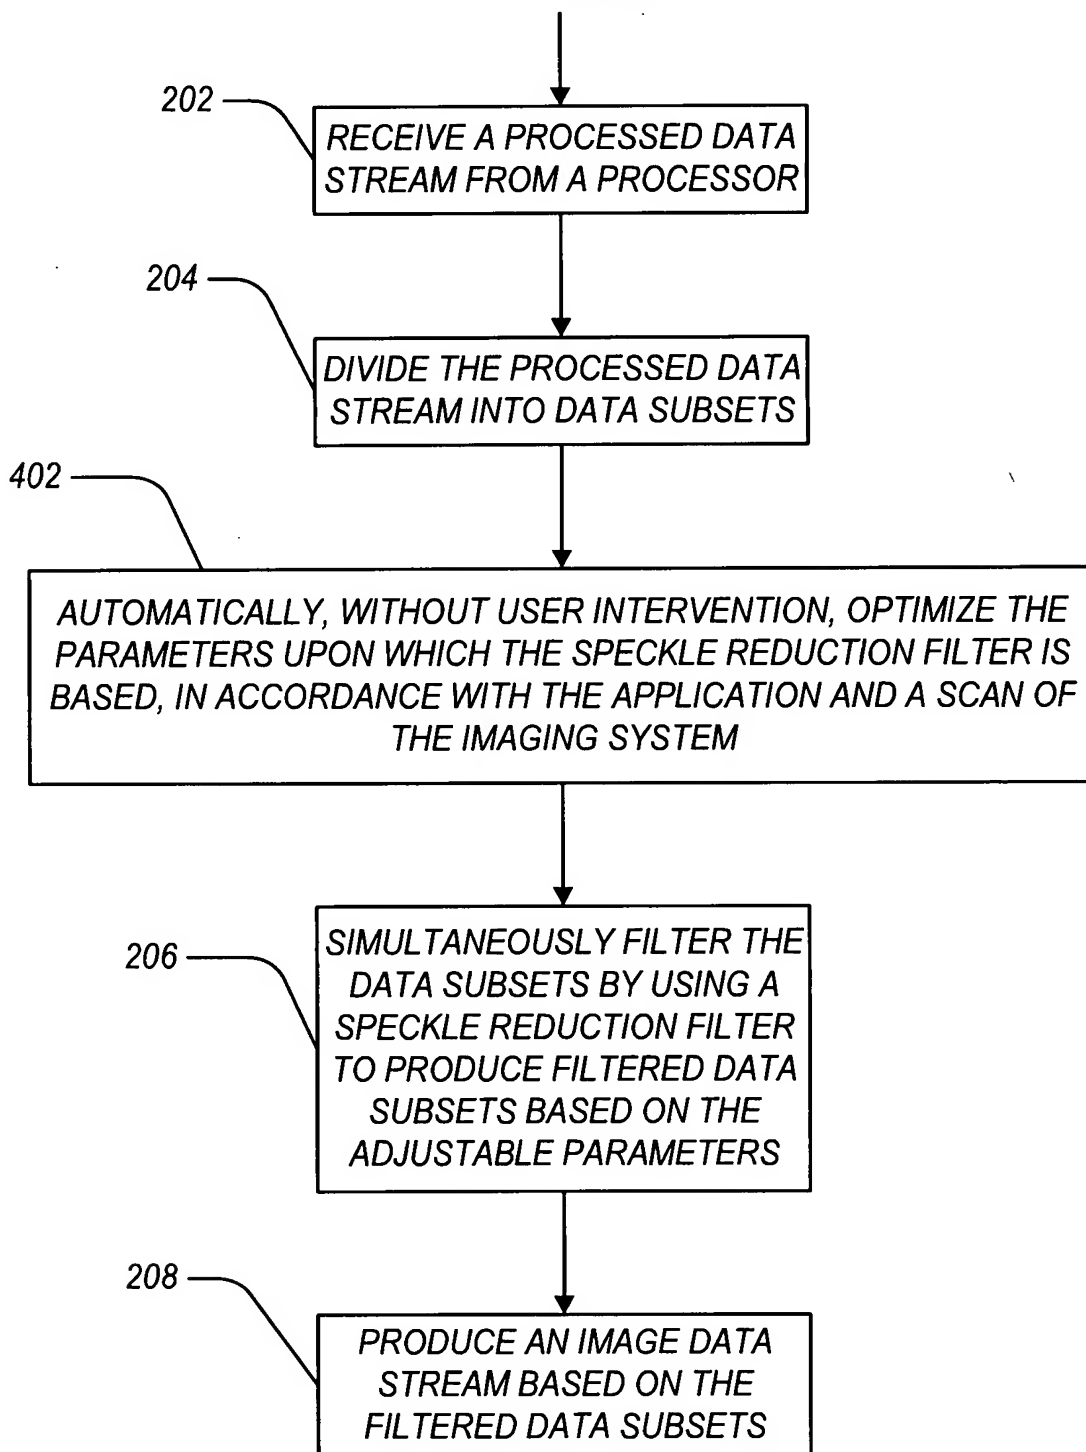 202
RECEIVE A PROCESSED DATA
STREAM FROM A PROCESSOR
204
DIVIDE THE PROCESSED DATA
STREAM INTO DATA SUBSETS
402
AUTOMATICALLY, WITHOUT USER INTERVENTION, OPTIMIZE THE
PARAMETERS UPON WHICH THE SPECKLE REDUCTION FILTER IS
BASED, IN ACCORDANCE WITH THE APPLICATION AND A SCAN OF
THE IMAGING SYSTEM
206
SIMULTANEOUSLY FILTER THE
DATA SUBSETS BY USING A
SPECKLE REDUCTION FILTER
TO PRODUCE FILTERED DATA
SUBSETS BASED ON THE
ADJUSTABLE PARAMETERS
208
PRODUCE AN IMAGE DATA
STREAM BASED ON THE
FILTERED DATA SUBSETS